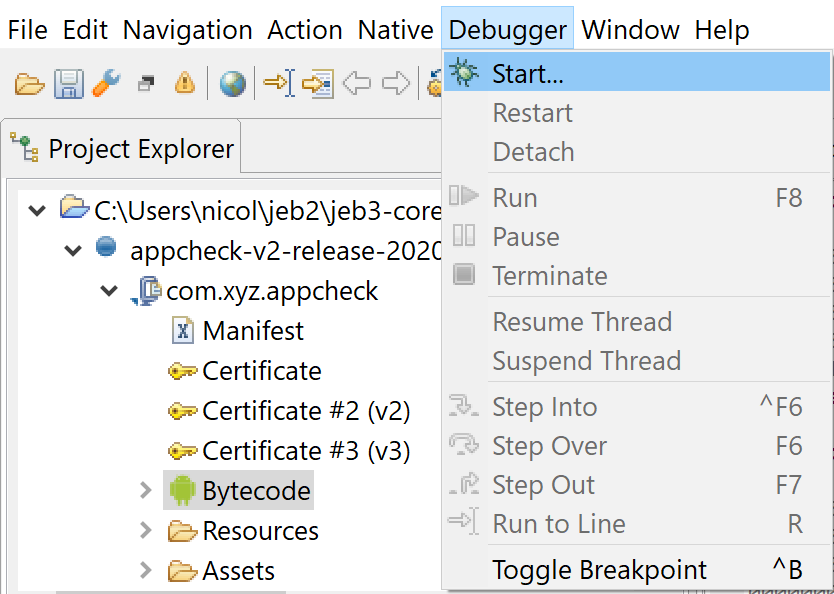 File Edit Navigation Action Native Debugger Window Help
Start...
Restart
Detach
Run F8
Pause
Terminate
Resume Thread
Suspend Thread
Step Into ^F6
Step Over F6
Step Out F7
Run to Line R
Toggle Breakpoint ^B
Project Explorer
C:\Users\nicol\jeb2\jeb3-core
appcheck-v2-release-2020
com.xyz.appcheck
Manifest
Certificate
Certificate #2 (v2)
Certificate #3 (v3)
Bytecode
Resources
Assets